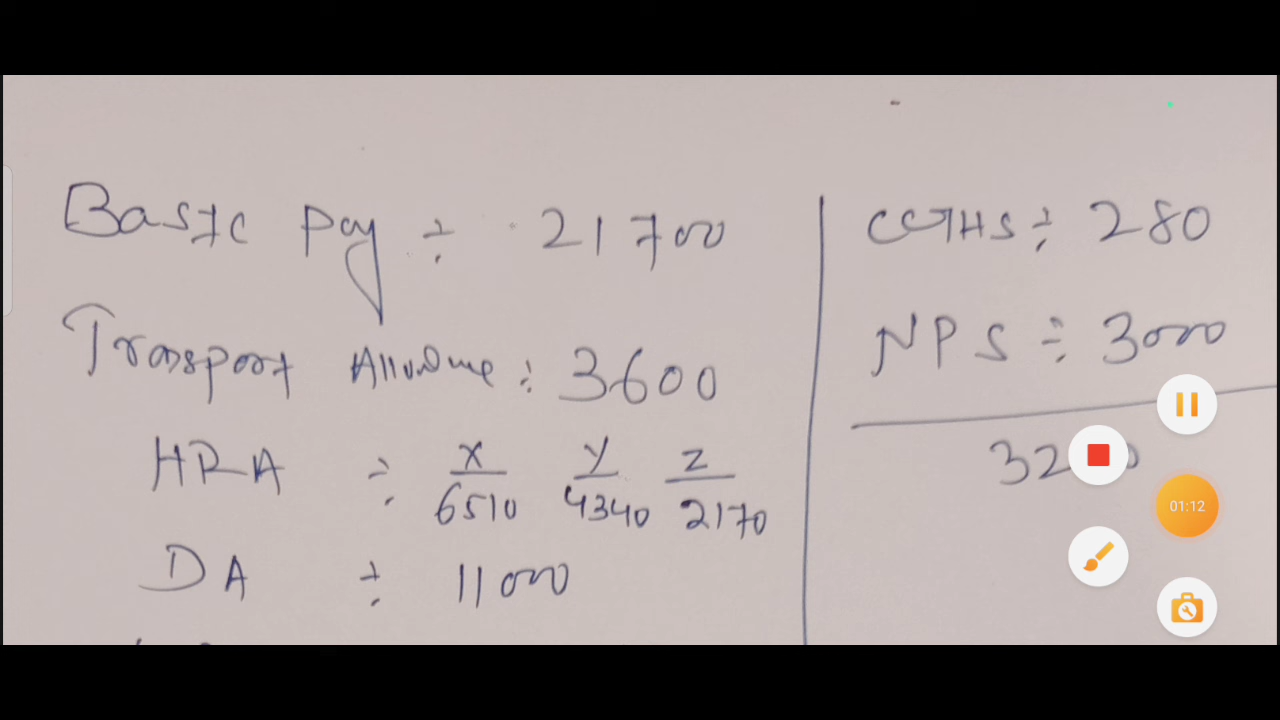 Basic Pay ÷ 21700
Transport Allowance ÷ 3600
HRA ÷ X Y Z
6510 4340 2170
DA ÷ 11000
CGHS ÷ 280
NPS ÷ 3000
01:12